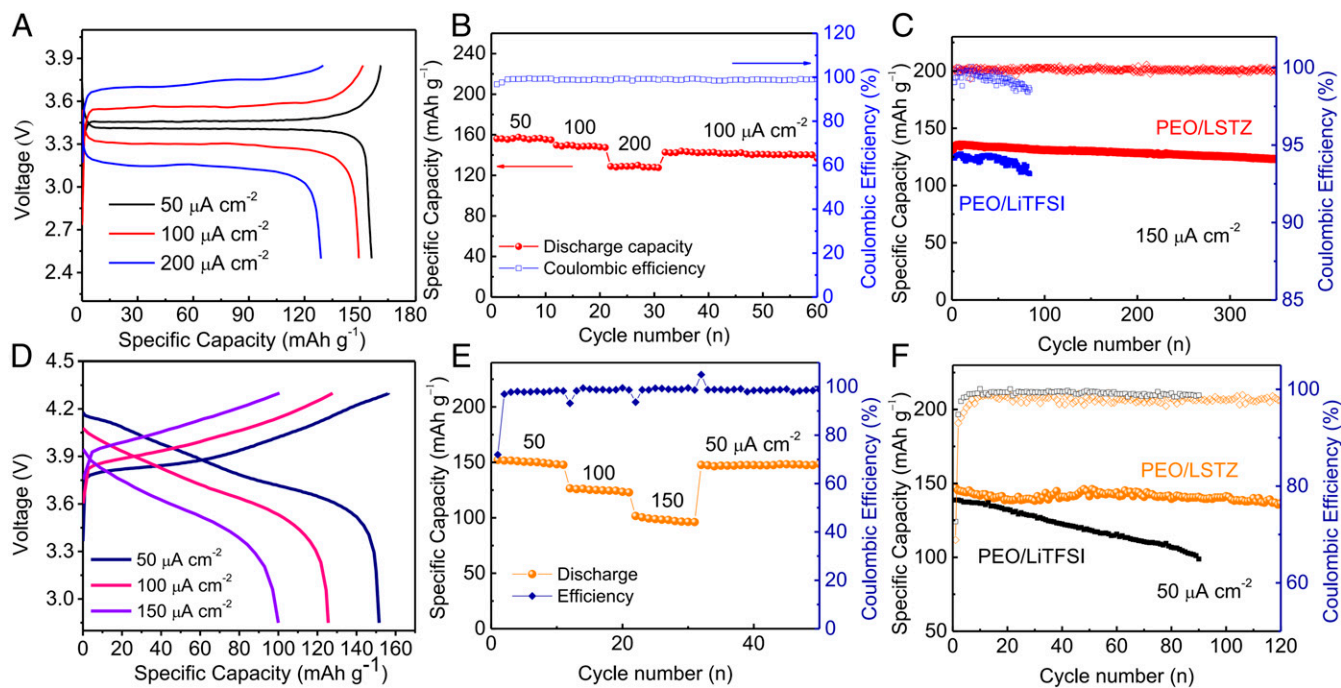 A
Voltage (V)
3.9
3.6
3.3
3.0
2.7
2.4
50 μA cm-2
100 μA cm-2
200 μA cm-2
0 30 60 90 120 150 180
Specific Capacity (mAh g-1)
B
Specific Capacity (mAh g-1)
240
200
160
120
80
40
0
50
100
200
100 μA cm-2
Discharge capacity
Coulombic efficiency
0 10 20 30 40 50 60
Cycle number (n)
120
100
80
60
40
20
0
Coulombic Efficiency (%)
C
Specific Capacity (mAh g-1)
200
150
100
50
0
PEO/LSTZ
PEO/LiTFSI
150 μA cm-2
0 100 200 300
Cycle number (n)
100
95
90
85
Coulombic Efficiency (%)
D
Voltage (V)
4.5
4.2
3.9
3.6
3.3
3.0
50 μA cm-2
100 μA cm-2
150 μA cm-2
0 20 40 60 80 100 120 140 160
Specific Capacity (mAh g-1)
E
Specific Capacity (mAh g-1)
200
150
100
50
0
50
100
150
50 μA cm-2
Discharge
Efficiency
0 20 40
Cycle number (n)
100
80
60
40
20
0
Coulombic Efficiency (%)
F
Specific Capacity (mAh g-1)
200
150
100
50
PEO/LSTZ
PEO/LiTFSI
50 μA cm-2
0 20 40 60 80 100 120
Cycle number (n)
100
80
60
Coulombic Efficiency (%)